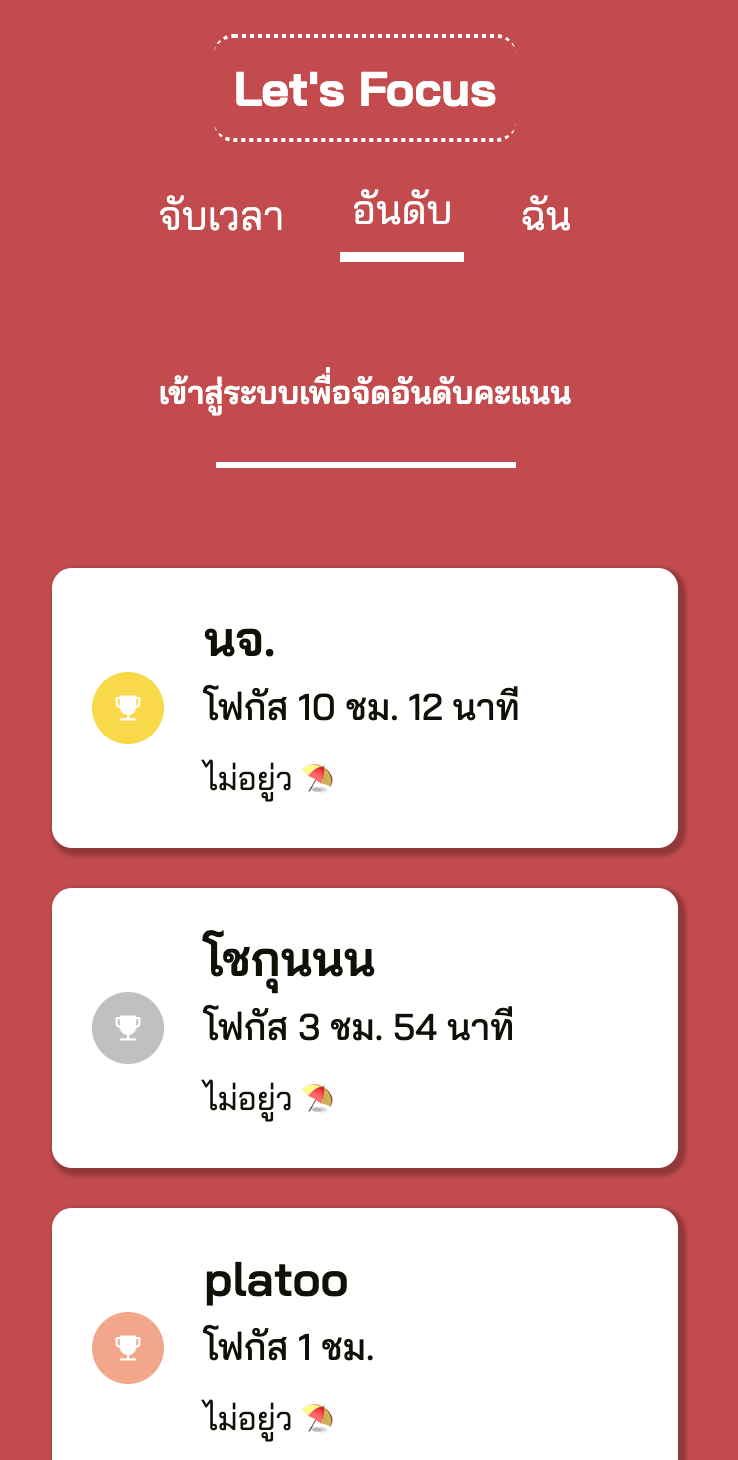 Let's Focus
จับเวลา อันดับ ฉัน
เข้าสู่ระบบเพื่อจัดอันดับคะแนน
นจ.
โฟกัส 10 ชม. 12 นาที
ไม่อยู่ว 🏖
โชกุนนน
โฟกัส 3 ชม. 54 นาที
ไม่อยู่ว 🏖
platoo
โฟกัส 1 ชม.
ไม่อยู่ว 🏖